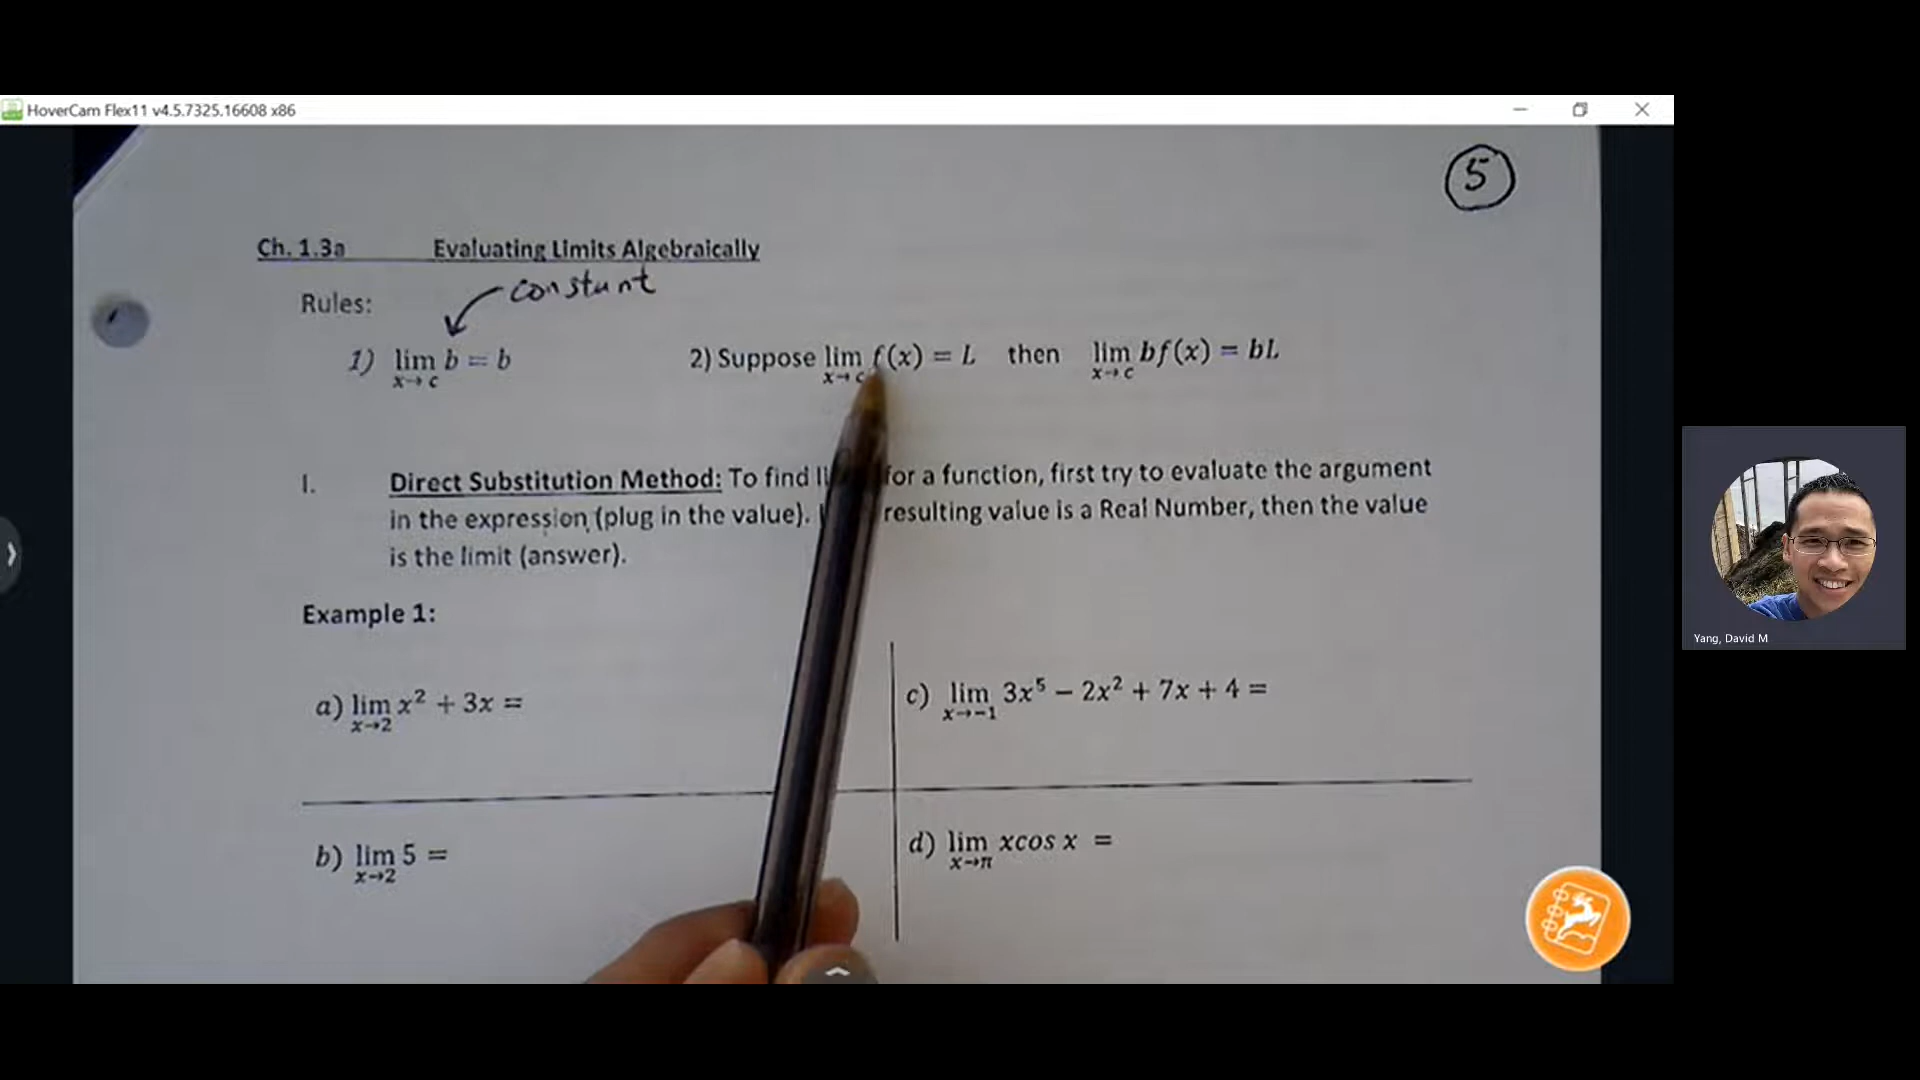 HoverCam Flex11 v4.5.7325.16608 x86
5
Ch. 1.3a Evaluating Limits Algebraically
constant
Rules:
1) lim x→c b = b
2) Suppose lim x→c f(x) = L then lim x→c bf(x) = bL
I. Direct Substitution Method: To find for a function, first try to evaluate the argument
in the expression (plug in the value). resulting value is a Real Number, then the value
is the limit (answer).
Example 1:
a) lim x→2 x² + 3x =
c) lim x→-1 3x⁵ − 2x² + 7x + 4 =
b) lim x→2 5 =
d) lim x→π xcos x =
Yang, David M